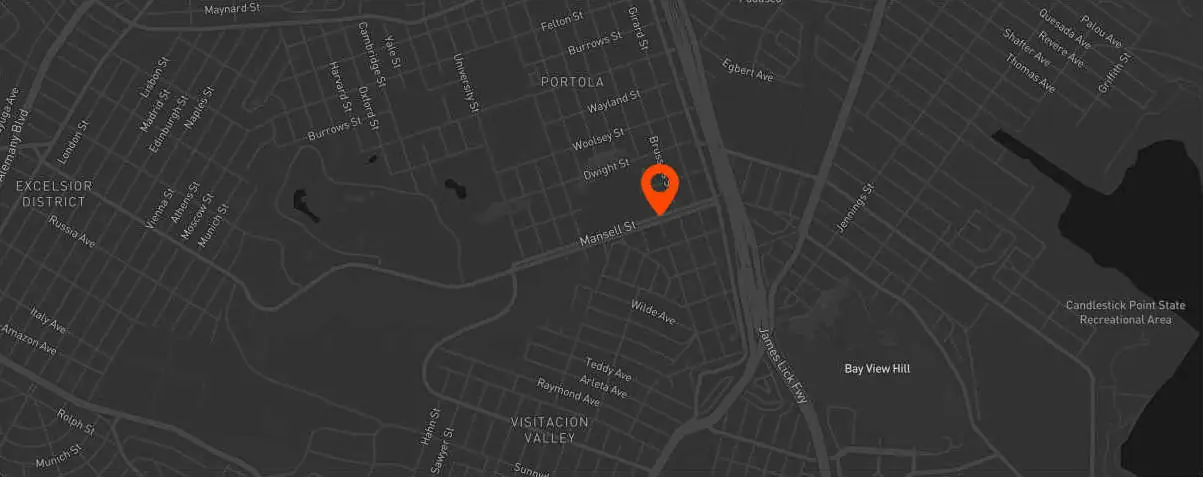 Maynard St
Felton St
Girard St
Palou Ave
Quesada Ave
Revere Ave
Shaffer Ave
Thomas Ave
Griffith St
Cambridge St
Yale St
Burrows St
University St
Egbert Ave
PORTOLA
Lisbon St
Harvard St
Oxford St
Wayland St
Madrid St
Edinburgh St
Naples St
Alemany Blvd
London St
Burrows St
Woolsey St
Dwight St
EXCELSIOR
DISTRICT
Vienna St
Athens St
Moscow St
Munich St
Russia Ave
Jennings St
Mansell St
Wilde Ave
Candlestick Point State
Recreational Area
Italy Ave
Amazon Ave
James Lick Fwy
Bay View Hill
Teddy Ave
Arleta Ave
Raymond Ave
Rolph St
Hahn St
Sawyer St
VISITACION
VALLEY
Munich St